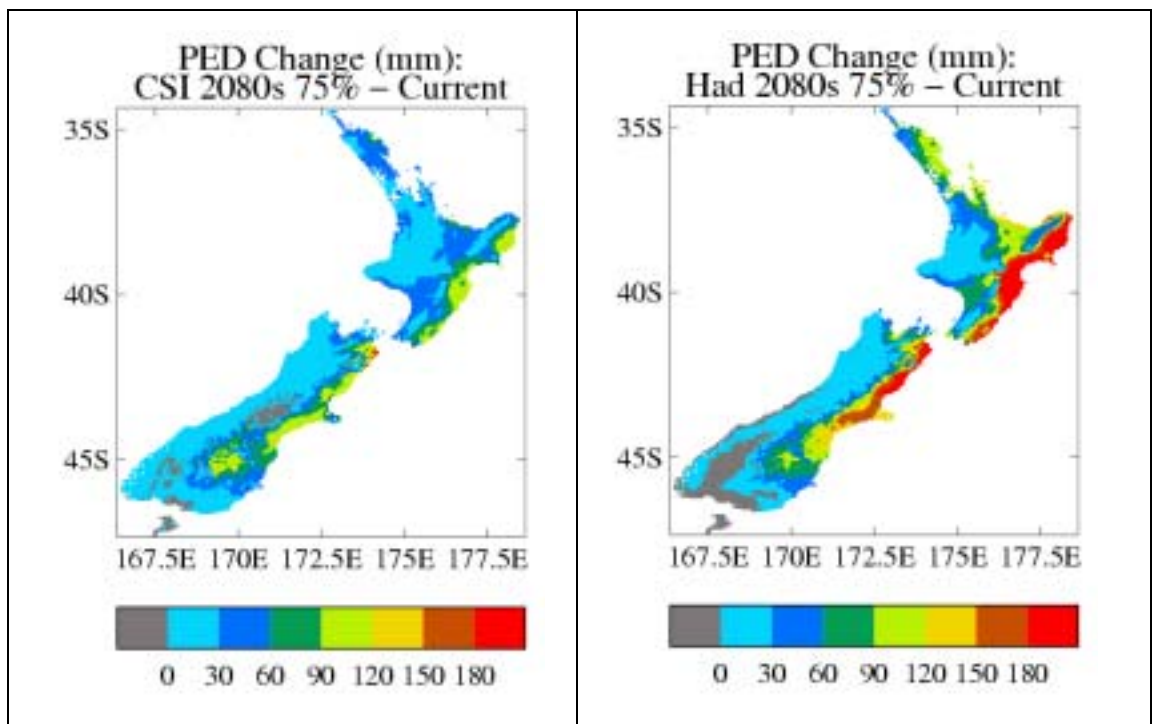 PED Change (mm):
CSI 2080s 75% – Current
35S
40S
45S
167.5E 170E 172.5E 175E 177.5E
0 30 60 90 120 150 180
PED Change (mm):
Had 2080s 75% – Current
35S
40S
45S
167.5E 170E 172.5E 175E 177.5E
0 30 60 90 120 150 180